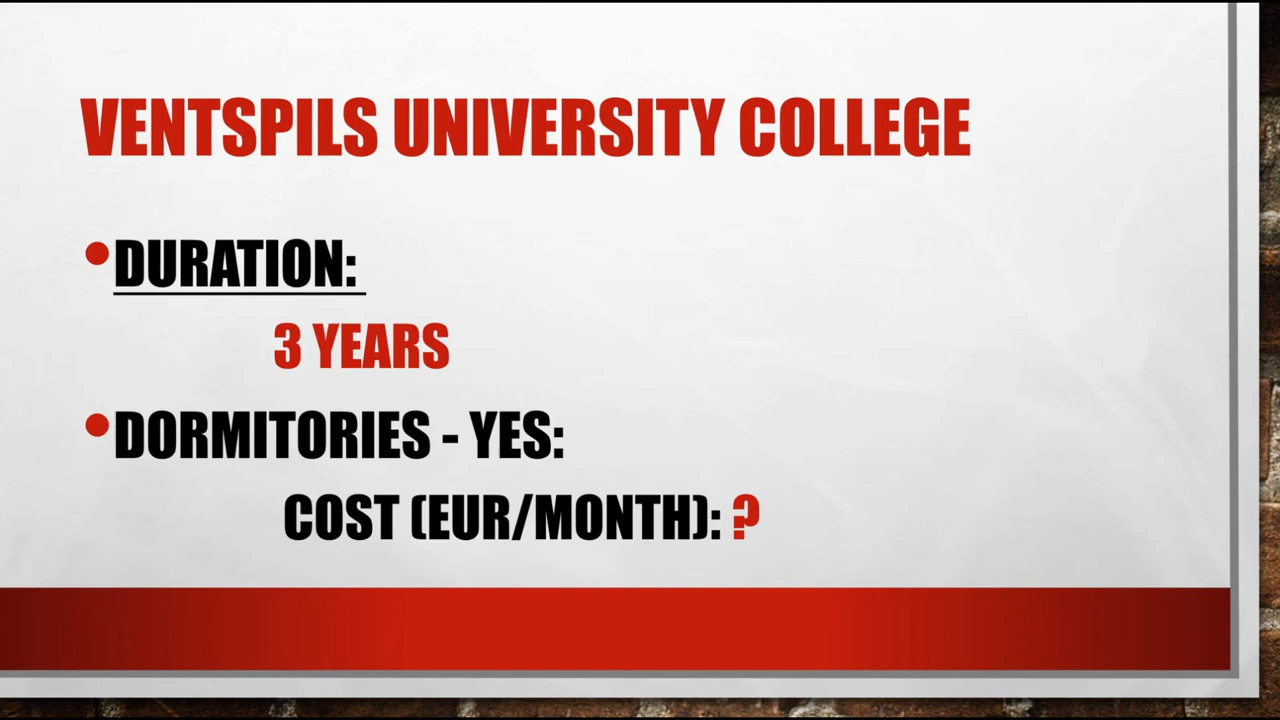 VENTSPILS UNIVERSITY COLLEGE
•DURATION:
3 YEARS
•DORMITORIES - YES:
COST (EUR/MONTH): ?